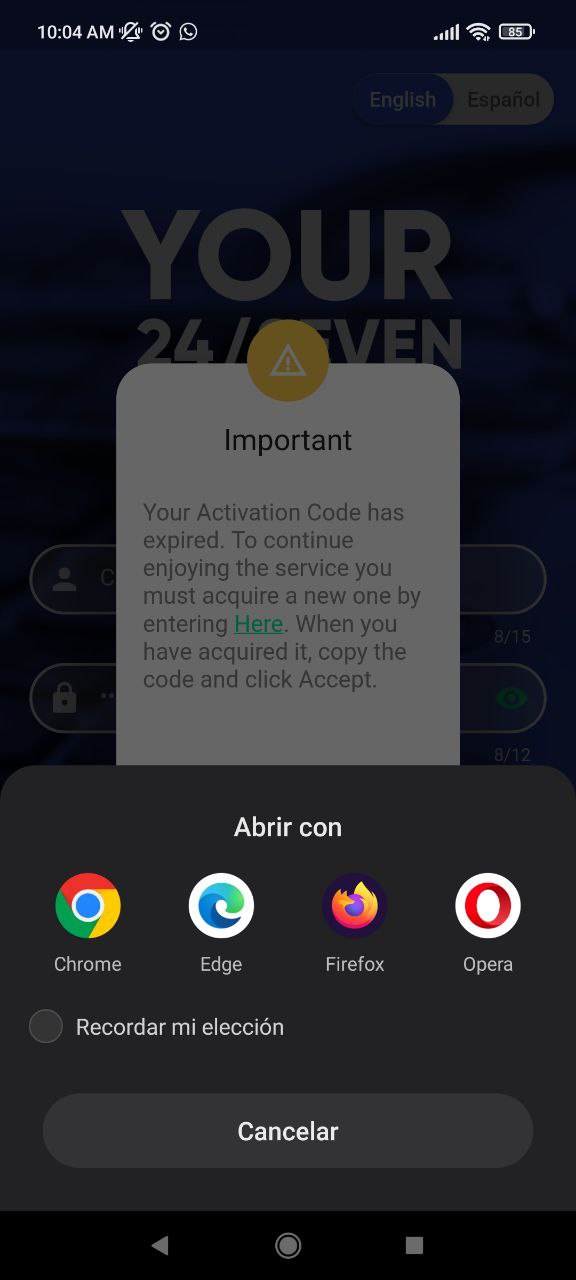 10:04 AM
85
English Español
YOUR
24/SEVEN
Important
Your Activation Code has
expired. To continue
enjoying the service you
must acquire a new one by
entering Here. When you
have acquired it, copy the
code and click Accept.
C
8/15
8/12
Abrir con
Chrome Edge Firefox Opera
Recordar mi elección
Cancelar